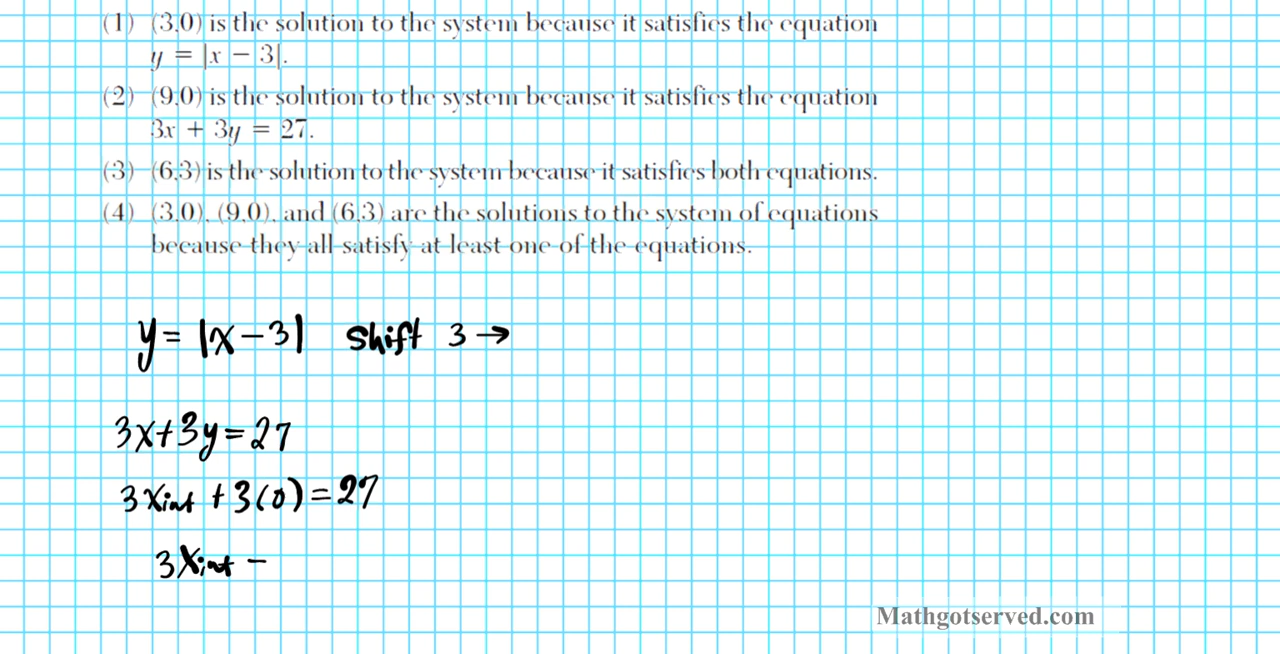 (1) (3,0) is the solution to the system because it satisfies the equation
y = |x − 3|.
(2) (9,0) is the solution to the system because it satisfies the equation
3x + 3y = 27.
(3) (6,3) is the solution to the system because it satisfies both equations.
(4) (3,0), (9,0), and (6,3) are the solutions to the system of equations
because they all satisfy at least one of the equations.
y = |x − 3| shift 3 →
3x + 3y = 27
3 Xint + 3(0) = 27
3 Xint −
Mathgotserved.com